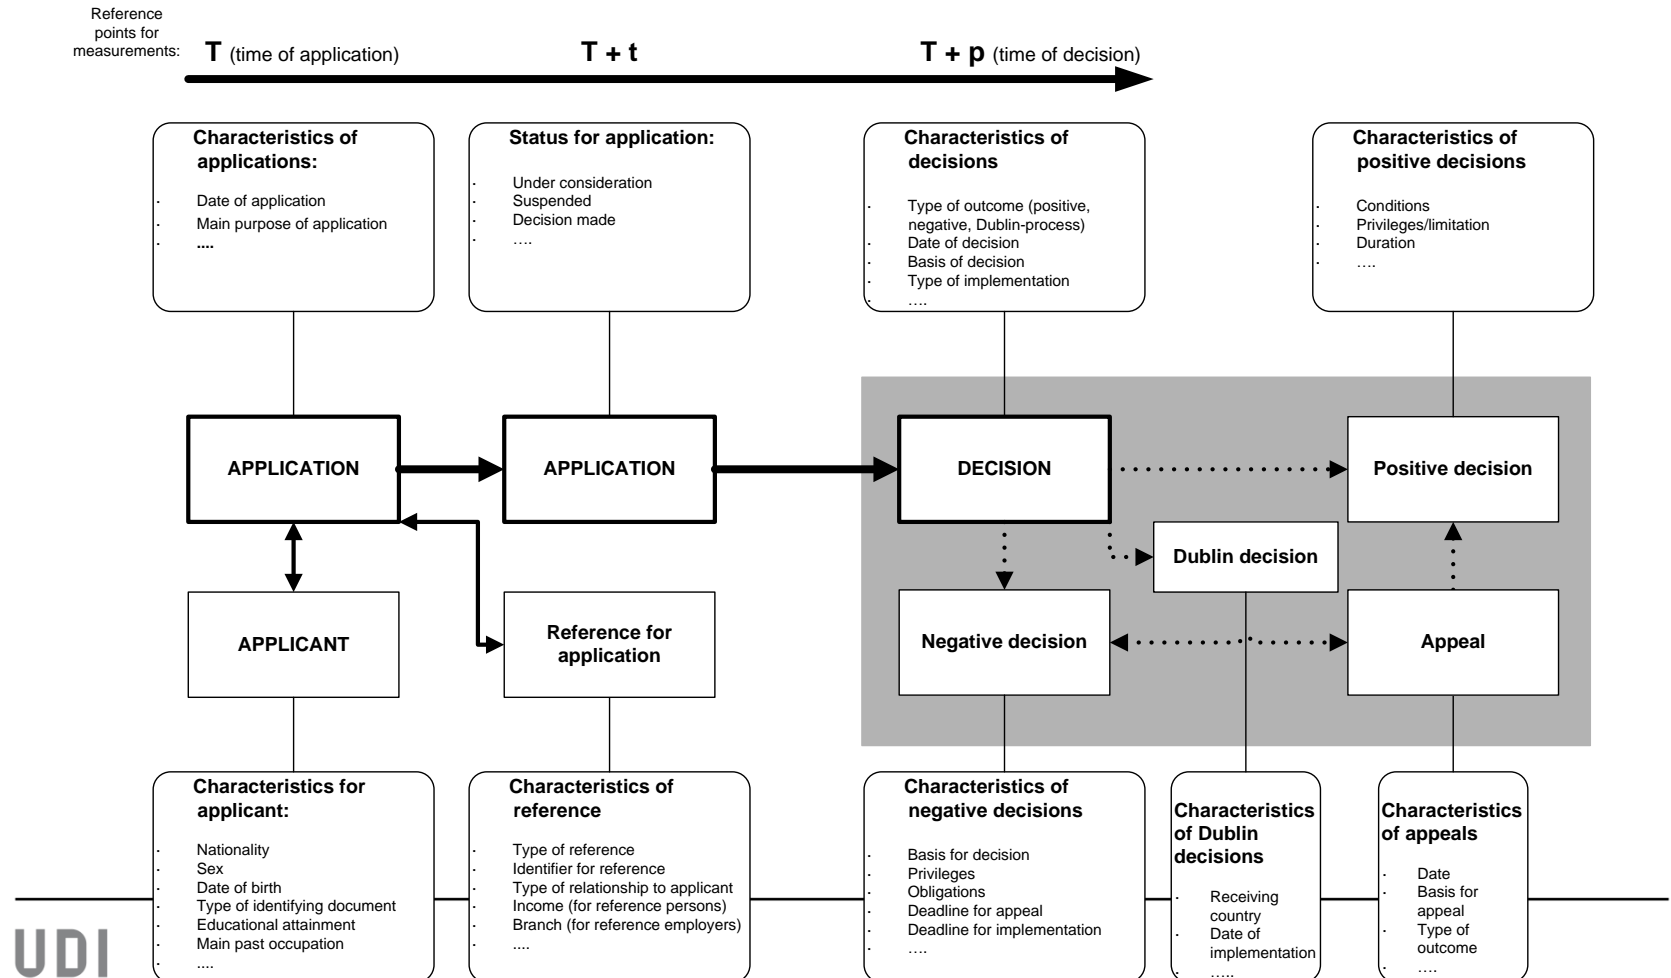 Reference
points for
measurements:
T (time of application)
T + t
T + p (time of decision)
Characteristics of
applications:
· Date of application
· Main purpose of application
· ....
Status for application:
· Under consideration
· Suspended
· Decision made
· ….
Characteristics of
decisions
· Type of outcome (positive,
negative, Dublin-process)
· Date of decision
· Basis of decision
· Type of implementation
· ….
Characteristics of
positive decisions
· Conditions
· Privileges/limitation
· Duration
· ….
APPLICATION
APPLICATION
DECISION
Positive decision
Dublin decision
APPLICANT
Reference for
application
Negative decision
Appeal
Characteristics for
applicant:
· Nationality
· Sex
· Date of birth
· Type of identifying document
· Educational attainment
· Main past occupation
· ....
Characteristics of
reference
· Type of reference
· Identifier for reference
· Type of relationship to applicant
· Income (for reference persons)
· Branch (for reference employers)
· ....
Characteristics of
negative decisions
· Basis for decision
· Privileges
· Obligations
· Deadline for appeal
· Deadline for implementation
· ….
Characteristics
of Dublin
decisions
· Receiving
country
· Date of
implementation
· …..
Characteristics
of appeals
· Date
· Basis for
appeal
· Type of
outcome
· ….
UDI